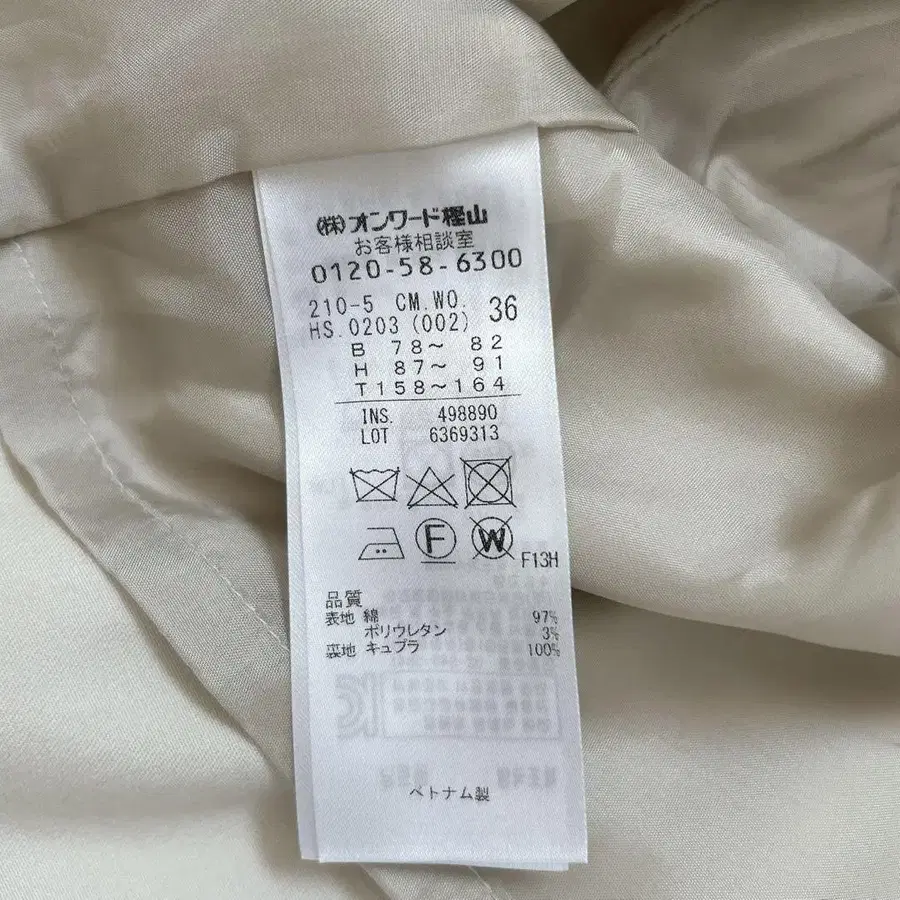 ㈱オンワード樫山
お客様相談室
0120-58-6300
210-5 CM.WO. 36
HS.0203 (002)
B 78～ 82
H 87～ 91
T158～164
INS. 498890
LOT 6369313
F W
F13H
品質
表地 綿 97%
ポリウレタン 3%
裏地 キュプラ 100%
ベトナム製